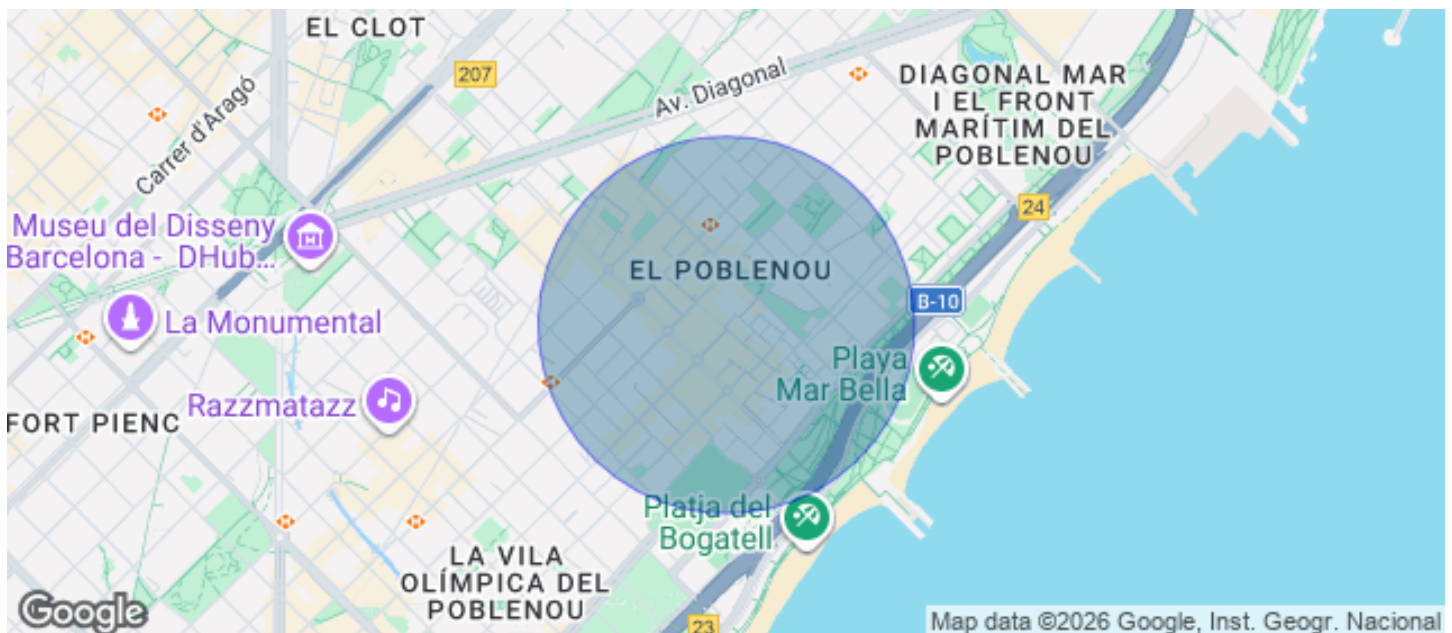 EL CLOT
207
Av. Diagonal
Carrer d'Aragó
DIAGONAL MAR
I EL FRONT
MARÍTIM DEL
POBLENOU
24
Museu del Disseny
Barcelona - DHub...
EL POBLENOU
B-10
La Monumental
Playa
Mar Bella
Razzmatazz
FORT PIENC
Platja del
Bogatell
LA VILA
OLÍMPICA DEL
POBLENOU
23
Google
Map data ©2026 Google, Inst. Geogr. Nacional